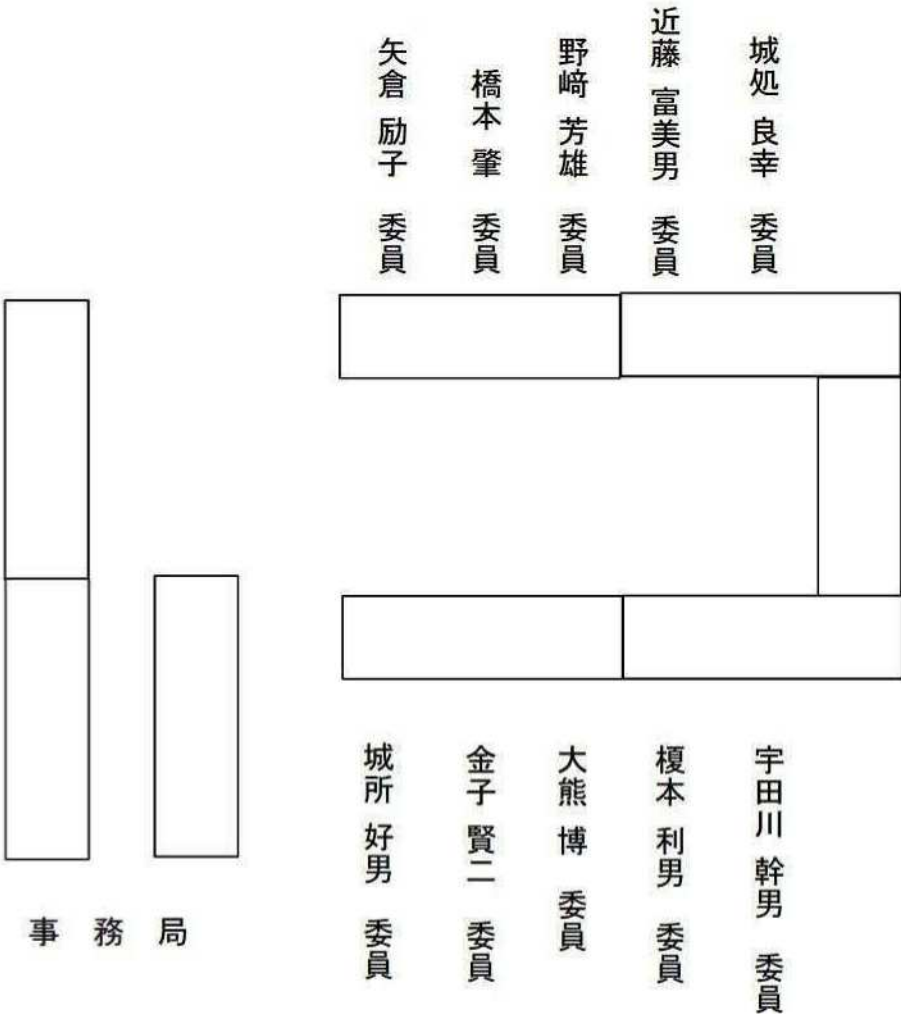 城処 良幸 委員
近藤 富美男 委員
野﨑 芳雄 委員
橋本 肇 委員
矢倉 励子 委員
宇田川 幹男 委員
榎本 利男 委員
大熊 博 委員
金子 賢二 委員
城所 好男 委員
事務局